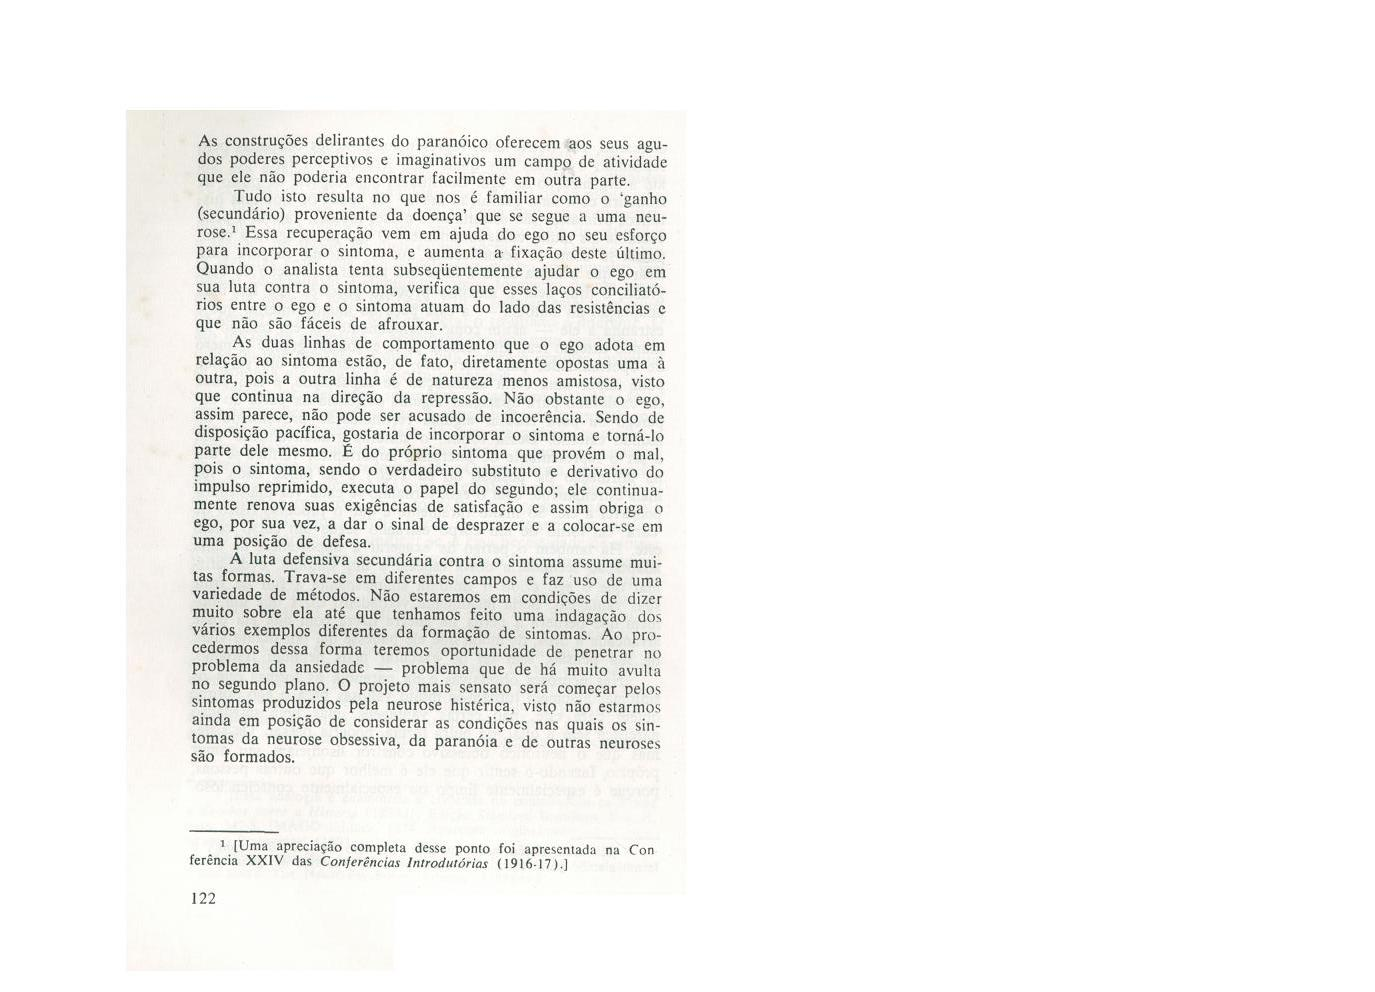 As construções delirantes do paranóico oferecem aos seus agu-
dos poderes perceptivos e imaginativos um campo de atividade
que ele não poderia encontrar facilmente em outra parte.
Tudo isto resulta no que nos é familiar como o ‘ganho
(secundário) proveniente da doença’ que se segue a uma neu-
rose.¹ Essa recuperação vem em ajuda do ego no seu esforço
para incorporar o sintoma, e aumenta a fixação deste último.
Quando o analista tenta subseqüentemente ajudar o ego em
sua luta contra o sintoma, verifica que esses laços conciliató-
rios entre o ego e o sintoma atuam do lado das resistências e
que não são fáceis de afrouxar.
As duas linhas de comportamento que o ego adota em
relação ao sintoma estão, de fato, diretamente opostas uma à
outra, pois a outra linha é de natureza menos amistosa, visto
que continua na direção da repressão. Não obstante o ego,
assim parece, não pode ser acusado de incoerência. Sendo de
disposição pacífica, gostaria de incorporar o sintoma e torná-lo
parte dele mesmo. É do próprio sintoma que provém o mal,
pois o sintoma, sendo o verdadeiro substituto e derivativo do
impulso reprimido, executa o papel do segundo; ele continua-
mente renova suas exigências de satisfação e assim obriga o
ego, por sua vez, a dar o sinal de desprazer e a colocar-se em
uma posição de defesa.
A luta defensiva secundária contra o sintoma assume mui-
tas formas. Trava-se em diferentes campos e faz uso de uma
variedade de métodos. Não estaremos em condições de dizer
muito sobre ela até que tenhamos feito uma indagação dos
vários exemplos diferentes da formação de sintomas. Ao pro-
cedermos dessa forma teremos oportunidade de penetrar no
problema da ansiedade — problema que de há muito avulta
no segundo plano. O projeto mais sensato será começar pelos
sintomas produzidos pela neurose histérica, visto não estarmos
ainda em posição de considerar as condições nas quais os sin-
tomas da neurose obsessiva, da paranóia e de outras neuroses
são formados.
¹ [Uma apreciação completa desse ponto foi apresentada na Con
ferência XXIV das Conferências Introdutórias (1916-17).]
122